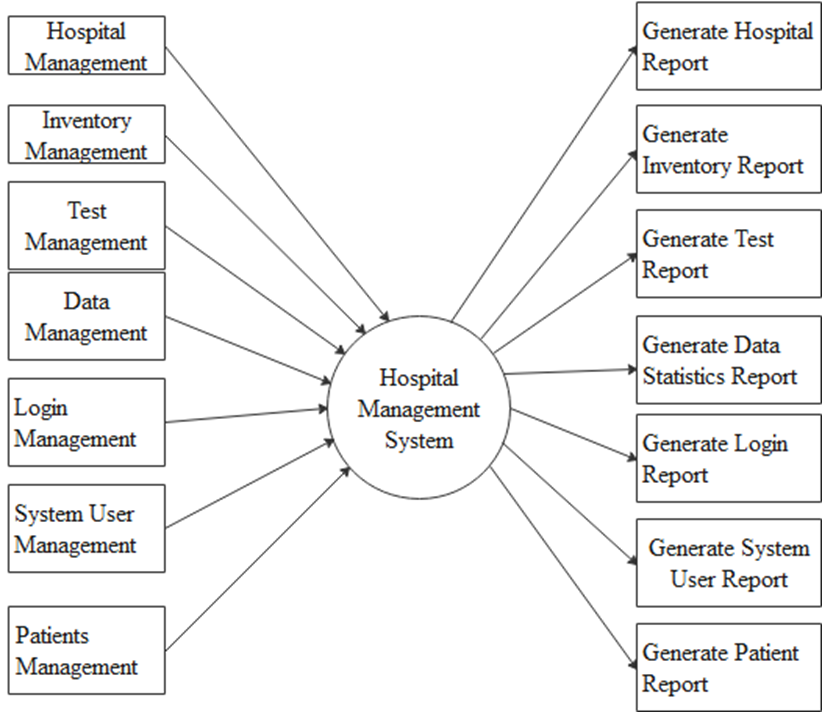 Hospital
Management
Inventory
Management
Test
Management
Data
Management
Login
Management
System User
Management
Patients
Management
Hospital
Management
System
Generate Hospital
Report
Generate
Inventory Report
Generate Test
Report
Generate Data
Statistics Report
Generate Login
Report
Generate System
User Report
Generate Patient
Report